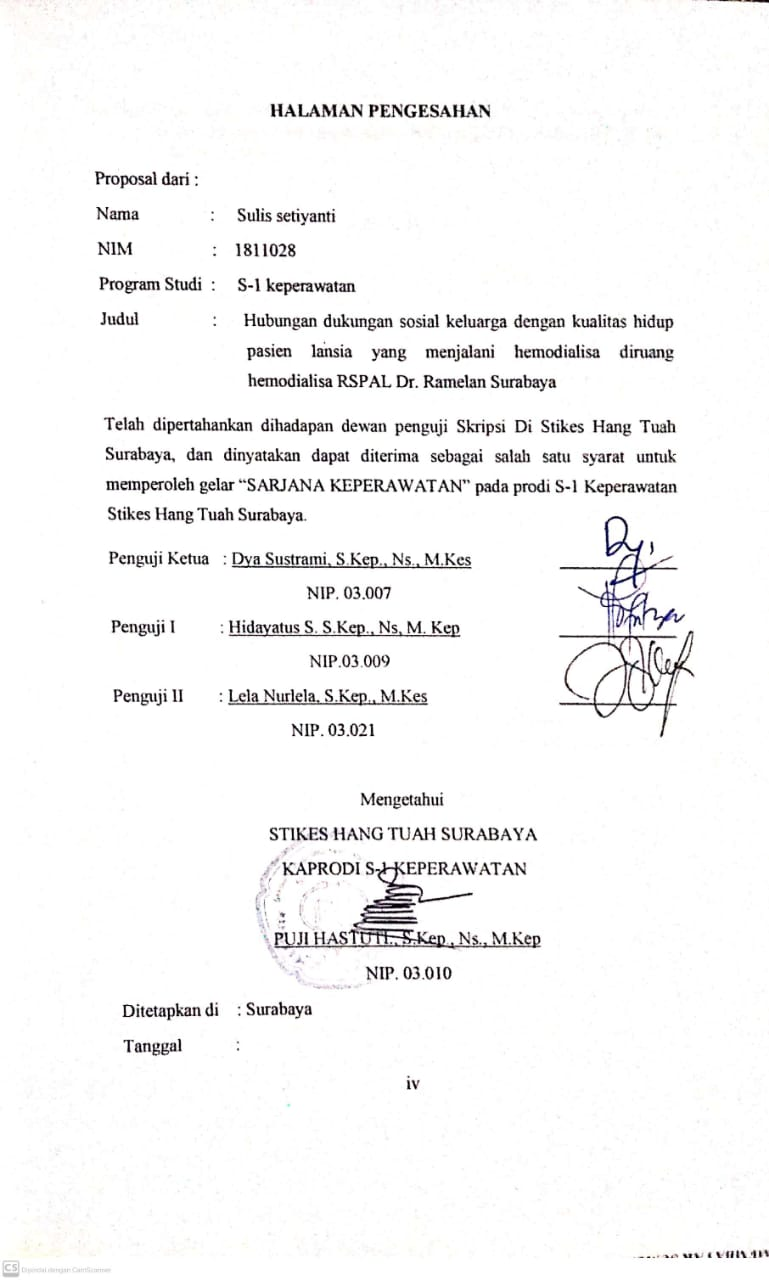 HALAMAN PENGESAHAN
Proposal dari :
Nama : Sulis setiyanti
NIM : 1811028
Program Studi : S-1 keperawatan
Judul : Hubungan dukungan sosial keluarga dengan kualitas hidup
pasien lansia yang menjalani hemodialisa diruang
hemodialisa RSPAL Dr. Ramelan Surabaya
Telah dipertahankan dihadapan dewan penguji Skripsi Di Stikes Hang Tuah
Surabaya, dan dinyatakan dapat diterima sebagai salah satu syarat untuk
memperoleh gelar “SARJANA KEPERAWATAN” pada prodi S-1 Keperawatan
Stikes Hang Tuah Surabaya.
Penguji Ketua : Dya Sustrami, S.Kep., Ns., M.Kes
NIP. 03.007
Penguji I : Hidayatus S. S.Kep., Ns, M. Kep
NIP.03.009
Penguji II : Lela Nurlela, S.Kep., M.Kes
NIP. 03.021
Mengetahui
STIKES HANG TUAH SURABAYA
KAPRODI S-1 KEPERAWATAN
PUJI HASTUTI., S.Kep., Ns., M.Kep
NIP. 03.010
Ditetapkan di : Surabaya
Tanggal :
iv
CS Dipindai dengan CamScanner